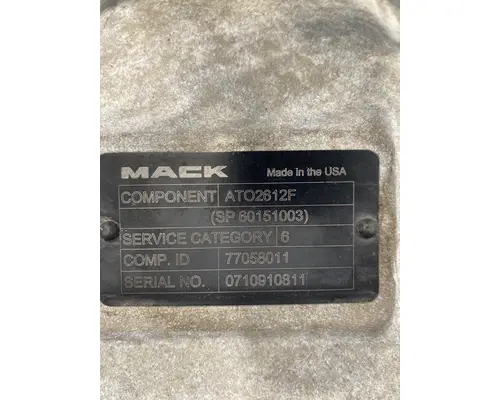 MACK Made in the USA
COMPONENT ATO2612F
(SP 60151003)
SERVICE CATEGORY 6
COMP. ID 77058011
SERIAL NO. 0710910811